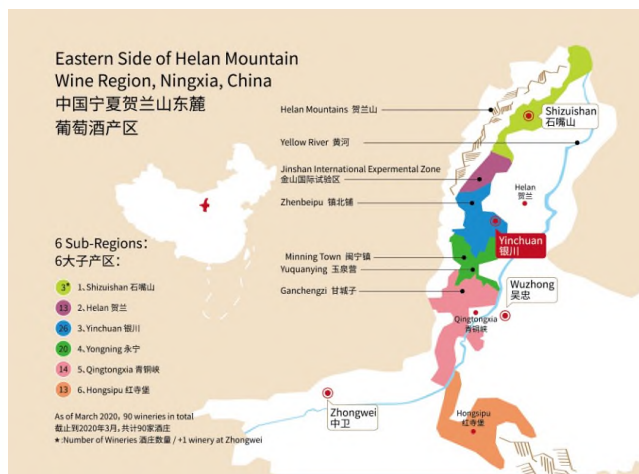 Eastern Side of Helan Mountain
Wine Region, Ningxia, China
中国宁夏贺兰山东麓
葡萄酒产区
Helan Mountains 贺兰山
Shizuishan
石嘴山
Yellow River 黄河
Jinshan International Expermental Zone
金山国际试验区
Helan
贺兰
Zhenbeipu 镇北铺
Yinchuan
银川
6 Sub-Regions:
6大子产区:
Minning Town 闽宁镇
Yuquanying 玉泉营
Wuzhong
吴忠
Ganchengzi 甘城子
3* 1、Shizuishan 石嘴山
13 2、Helan 贺兰
26 3、Yinchuan 银川
20 4、Yongning 永宁
14 5、Qingtongxia 青铜峡
13 6、Hongsipu 红寺堡
Qingtongxia
青铜峡
Zhongwei
中卫
Hongsipu
红寺堡
As of March 2020, 90 wineries in total
截止到2020年3月,共计90家酒庄
★:Number of Wineries 酒庄数量 / +1 winery at Zhongwei